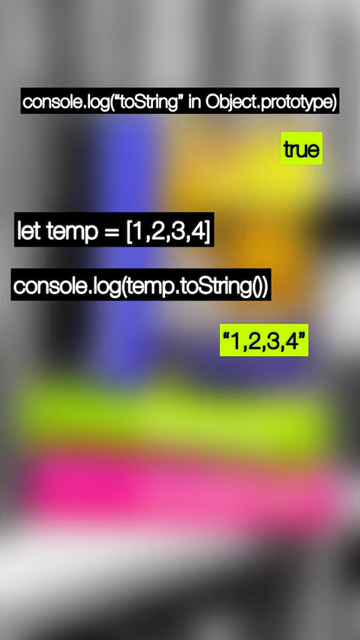 console.log(“toString” in Object.prototype)
true
let temp = [1,2,3,4]
console.log(temp.toString())
“1,2,3,4”